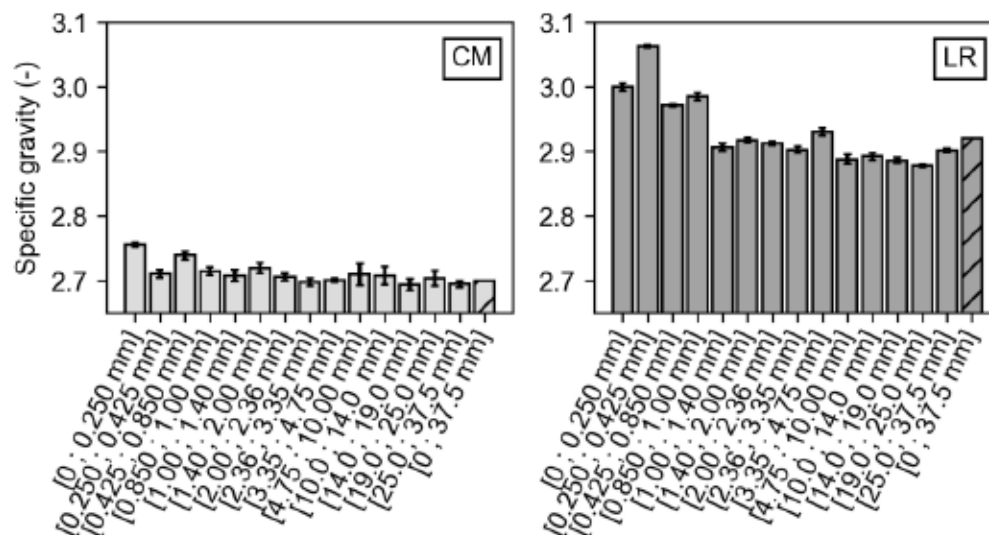 Specific gravity (-)
3.1
3.0
2.9
2.8
2.7
CM
[0 , 0.250 mm]
[0.250 , 0.425 mm]
[0.425 , 0.850 mm]
[0.850 , 1.00 mm]
[1.00 , 1.40 mm]
[1.40 , 2.00 mm]
[2.00 , 2.36 mm]
[2.36 , 3.35 mm]
[3.35 , 4.75 mm]
[4.75 , 10.00 mm]
[10.0 , 14.0 mm]
[14.0 , 19.0 mm]
[19.0 , 25.0 mm]
[25.0 , 37.5 mm]
[0 , 37.5 mm]
3.1
3.0
2.9
2.8
2.7
LR
[0 , 0.250 mm]
[0.250 , 0.425 mm]
[0.425 , 0.850 mm]
[0.850 , 1.00 mm]
[1.00 , 1.40 mm]
[1.40 , 2.00 mm]
[2.00 , 2.36 mm]
[2.36 , 3.35 mm]
[3.35 , 4.75 mm]
[4.75 , 10.00 mm]
[10.0 , 14.0 mm]
[14.0 , 19.0 mm]
[19.0 , 25.0 mm]
[25.0 , 37.5 mm]
[0 , 37.5 mm]